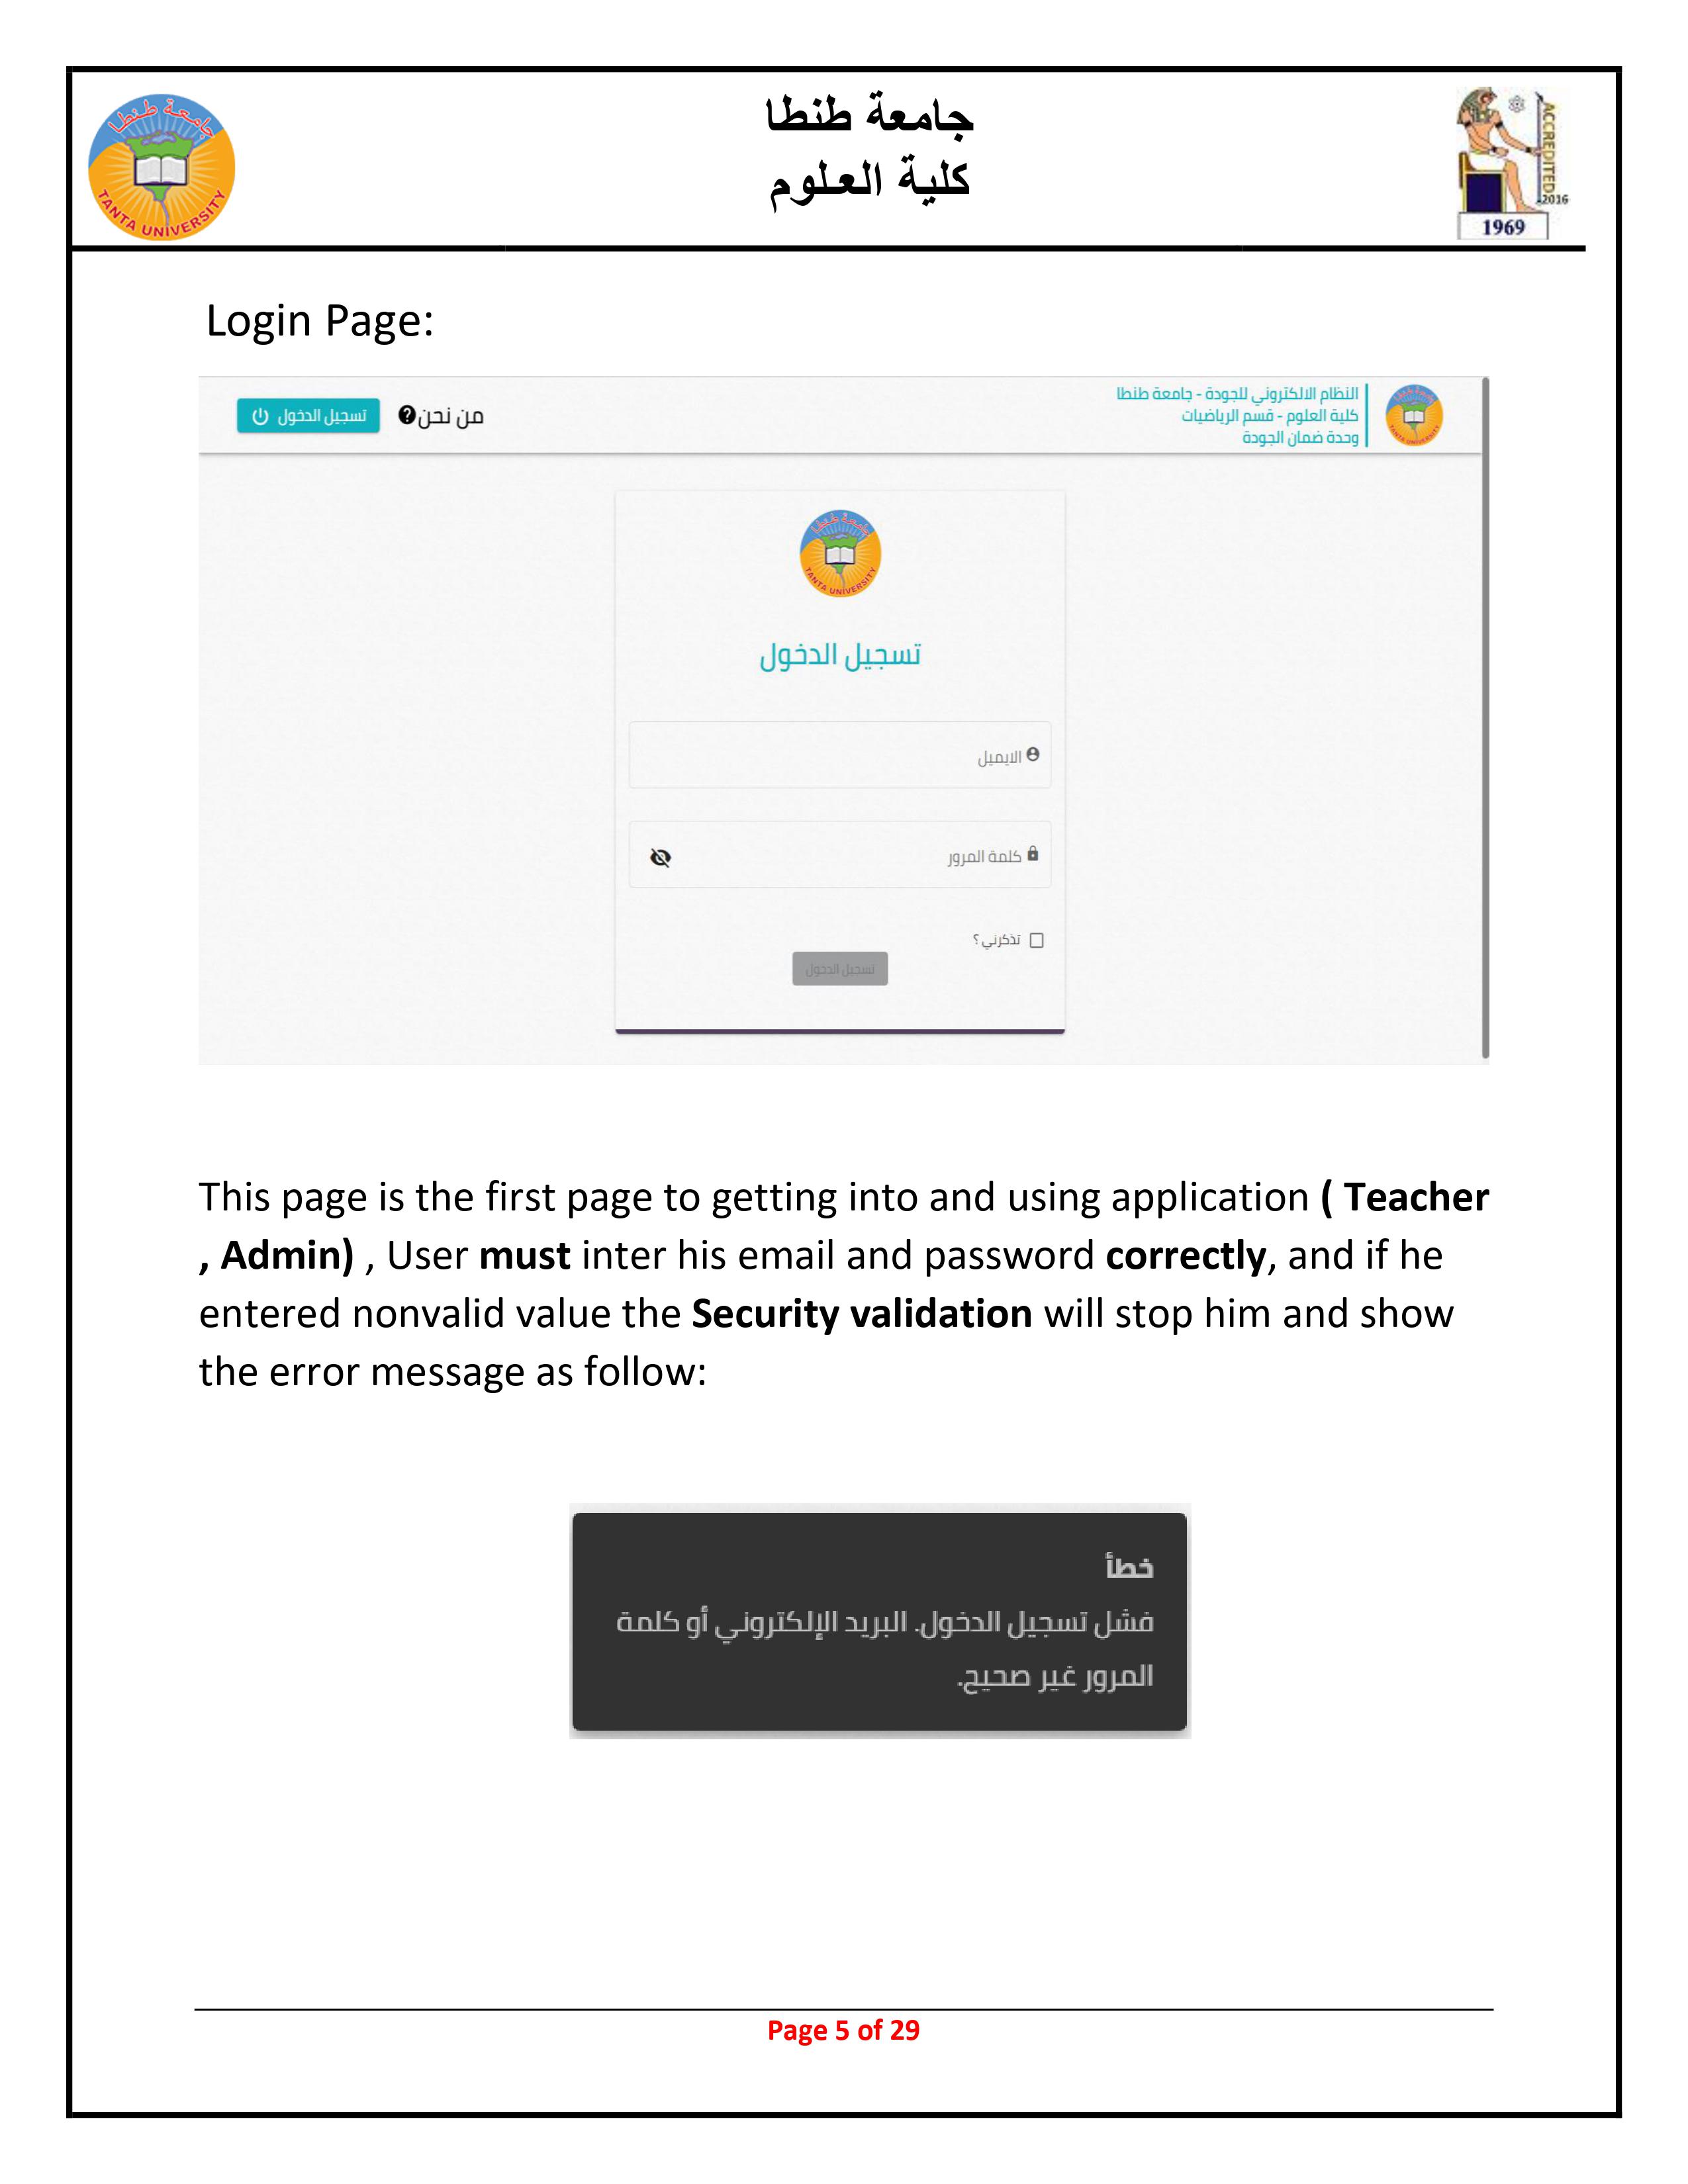 جامعة طنطا
TANTA UNIVERSITY
جامعة طنطا
كلية العلوم
ACCREDITED
2016
1969
Login Page:
النظام الالكتروني للجودة - جامعة طنطا
كلية العلوم - قسم الرياضيات
وحدة ضمان الجودة
من نحن
تسجيل الدخول
TANTA UNIVERSITY
تسجيل الدخول
الايميل
كلمة المرور
تذكرني ؟
تسجيل الدخول
This page is the first page to getting into and using application ( Teacher
, Admin) , User must inter his email and password correctly, and if he
entered nonvalid value the Security validation will stop him and show
the error message as follow:
خطأ
فشل تسجيل الدخول. البريد الإلكتروني أو كلمة
المرور غير صحيح.
Page 5 of 29